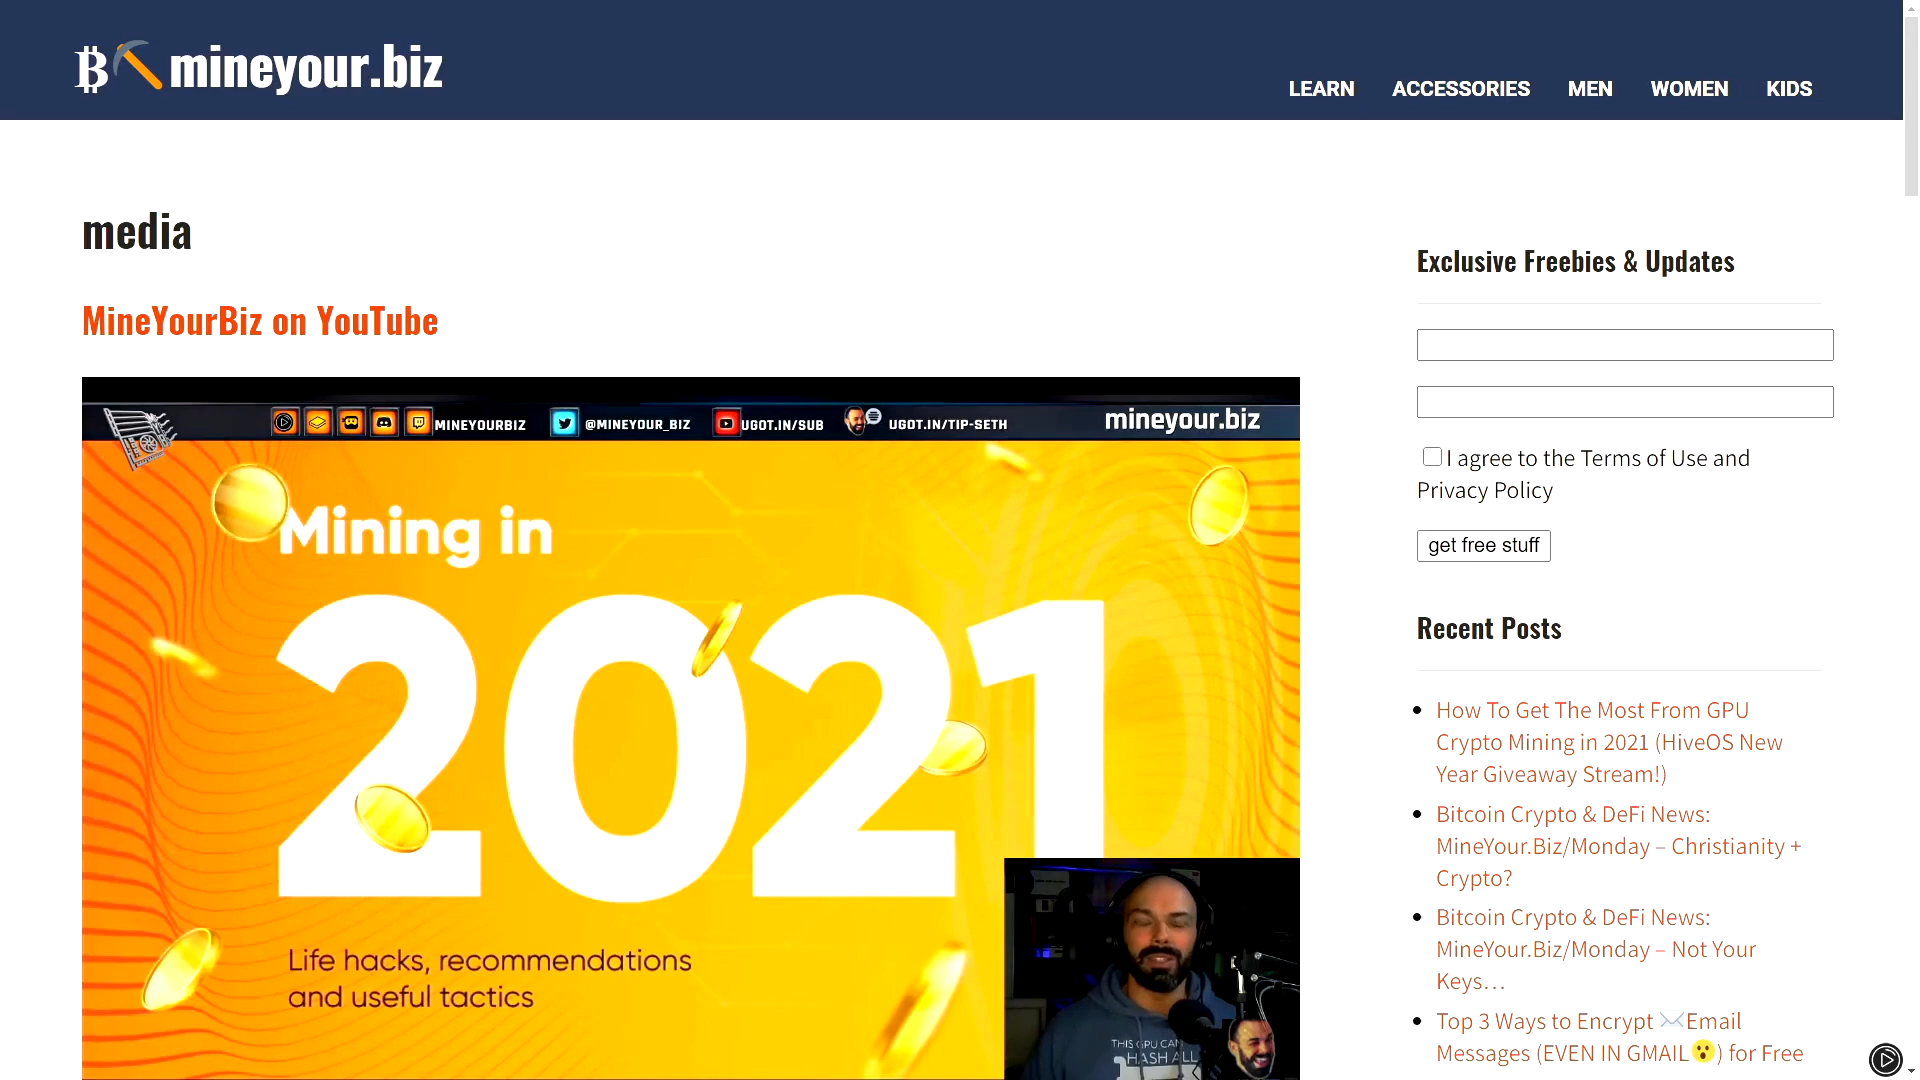 mineyour.biz
LEARN ACCESSORIES MEN WOMEN KIDS
media
MineYourBiz on YouTube
MINEYOURBIZ @MINEYOUR_BIZ UGOT.IN/SUB UGOT.IN/TIP-SETH mineyour.biz
Mining in
2021
Life hacks, recommendations
and useful tactics
THIS GPU CAN
HASH ALL
Exclusive Freebies & Updates
I agree to the Terms of Use and
Privacy Policy
get free stuff
Recent Posts
How To Get The Most From GPU
Crypto Mining in 2021 (HiveOS New
Year Giveaway Stream!)
Bitcoin Crypto & DeFi News:
MineYour.Biz/Monday – Christianity +
Crypto?
Bitcoin Crypto & DeFi News:
MineYour.Biz/Monday – Not Your
Keys…
Top 3 Ways to Encrypt ✉️Email
Messages (EVEN IN GMAIL😮) for Free